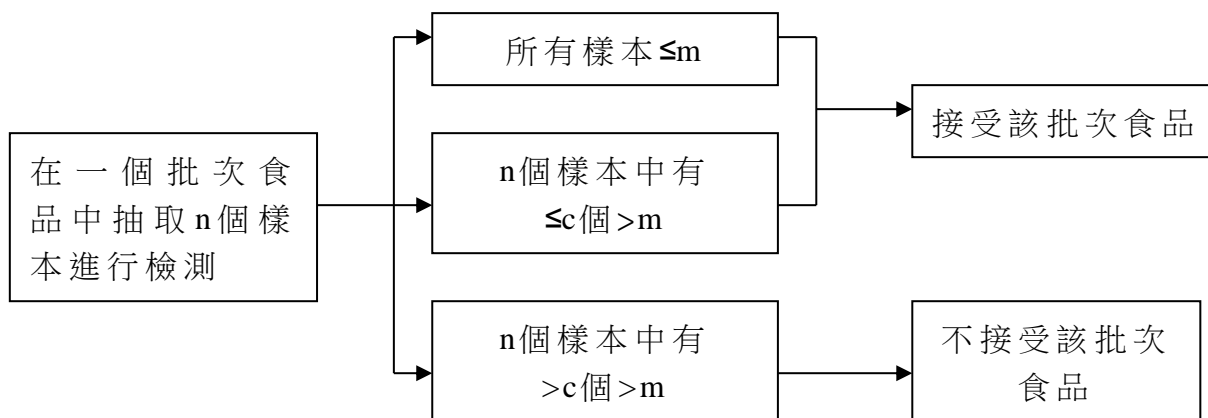 在一個批次食
品中抽取n個樣
本進行檢測
所有樣本≤m
n個樣本中有
≤c個>m
n個樣本中有
>c個>m
接受該批次食品
不接受該批次
食品